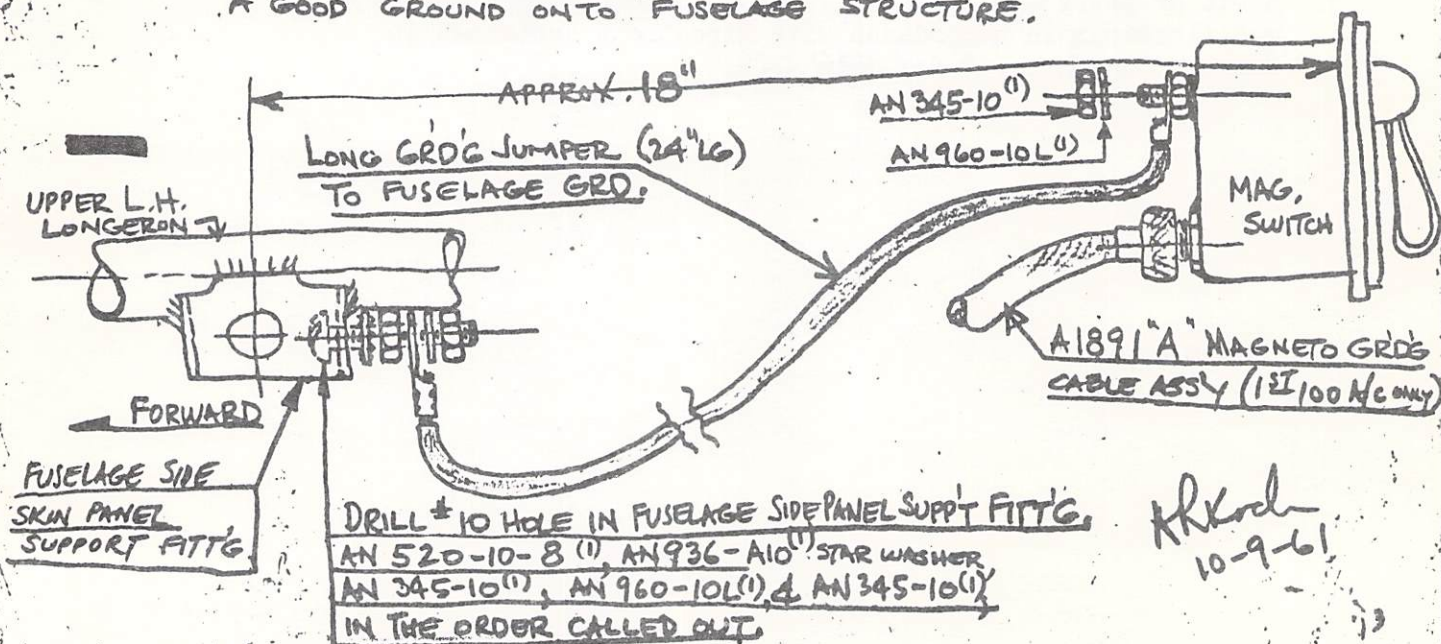 A GOOD GROUND ONTO FUSELAGE STRUCTURE.
APPROX. 18"
AN 345-10(1)
AN 960-10L(1)
LONG GRD'G JUMPER (24"LG)
TO FUSELAGE GRD.
UPPER L.H.
LONGERON
MAG.
SWITCH
A1891"A" MAGNETO GRD'G
CABLE ASS'Y (1ST 100 A/C ONLY)
FORWARD
FUSELAGE SIDE
SKIN PANEL
SUPPORT FITT'G
DRILL #10 HOLE IN FUSELAGE SIDE PANEL SUPP'T FITT'G.
AN 520-10-8(1), AN936-A10(1) STAR WASHER,
AN 345-10(1), AN 960-10L(1), & AN 345-10(1),
IN THE ORDER CALLED OUT.
10-9-61